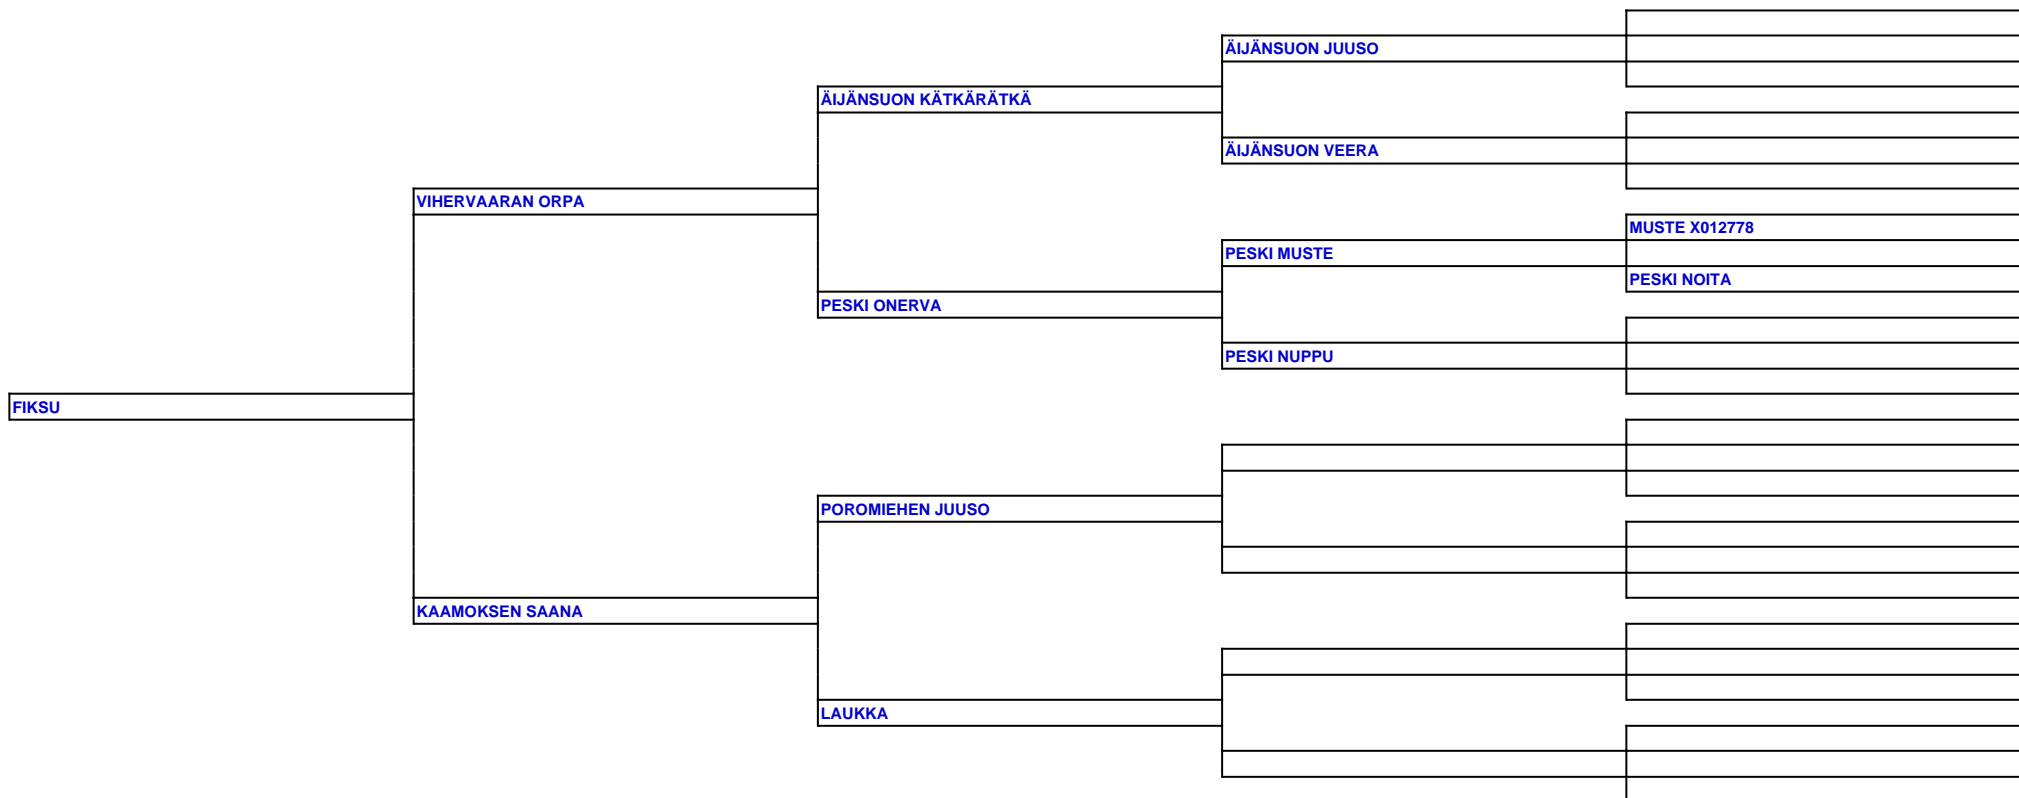 ÄIJÄNSUON JUUSO
ÄIJÄNSUON KÄTKÄRÄTKÄ
ÄIJÄNSUON VEERA
VIHERVAARAN ORPA
MUSTE X012778
PESKI MUSTE
PESKI NOITA
PESKI ONERVA
PESKI NUPPU
FIKSU
POROMIEHEN JUUSO
KAAMOKSEN SAANA
LAUKKA